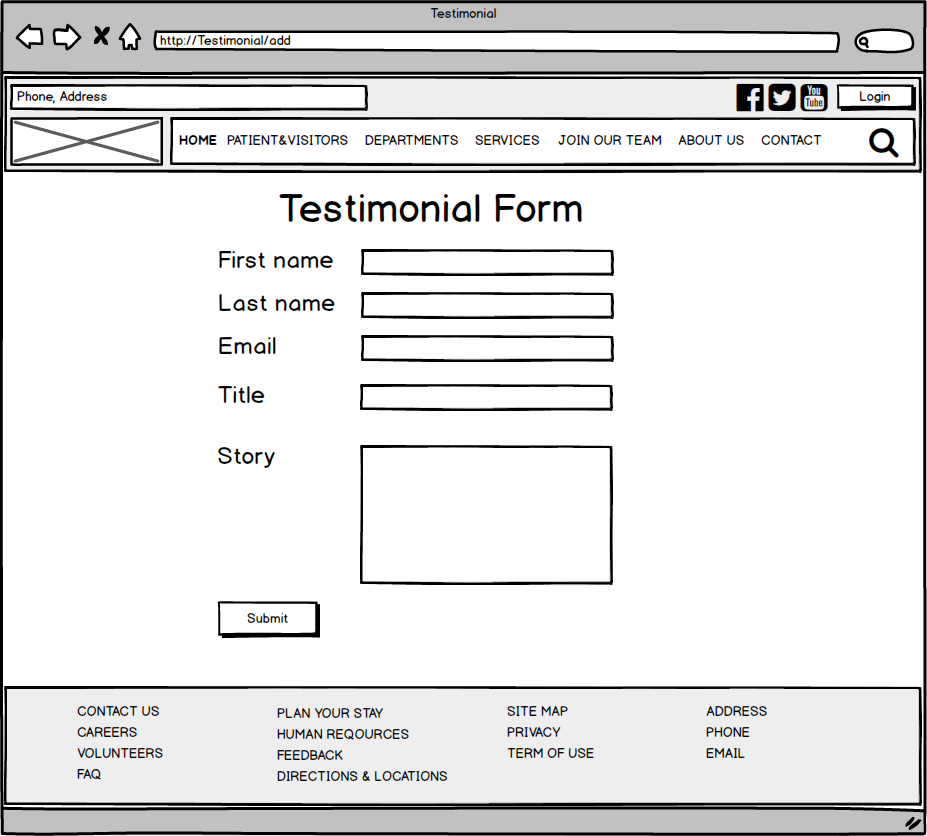 Testimonial
http://Testimonial/add
Phone, Address
You
Tube
Login
HOME PATIENT&VISITORS DEPARTMENTS SERVICES JOIN OUR TEAM ABOUT US CONTACT
Testimonial Form
First name
Last name
Email
Title
Story
Submit
CONTACT US
CAREERS
VOLUNTEERS
FAQ
PLAN YOUR STAY
HUMAN REQOURCES
FEEDBACK
DIRECTIONS & LOCATIONS
SITE MAP
PRIVACY
TERM OF USE
ADDRESS
PHONE
EMAIL